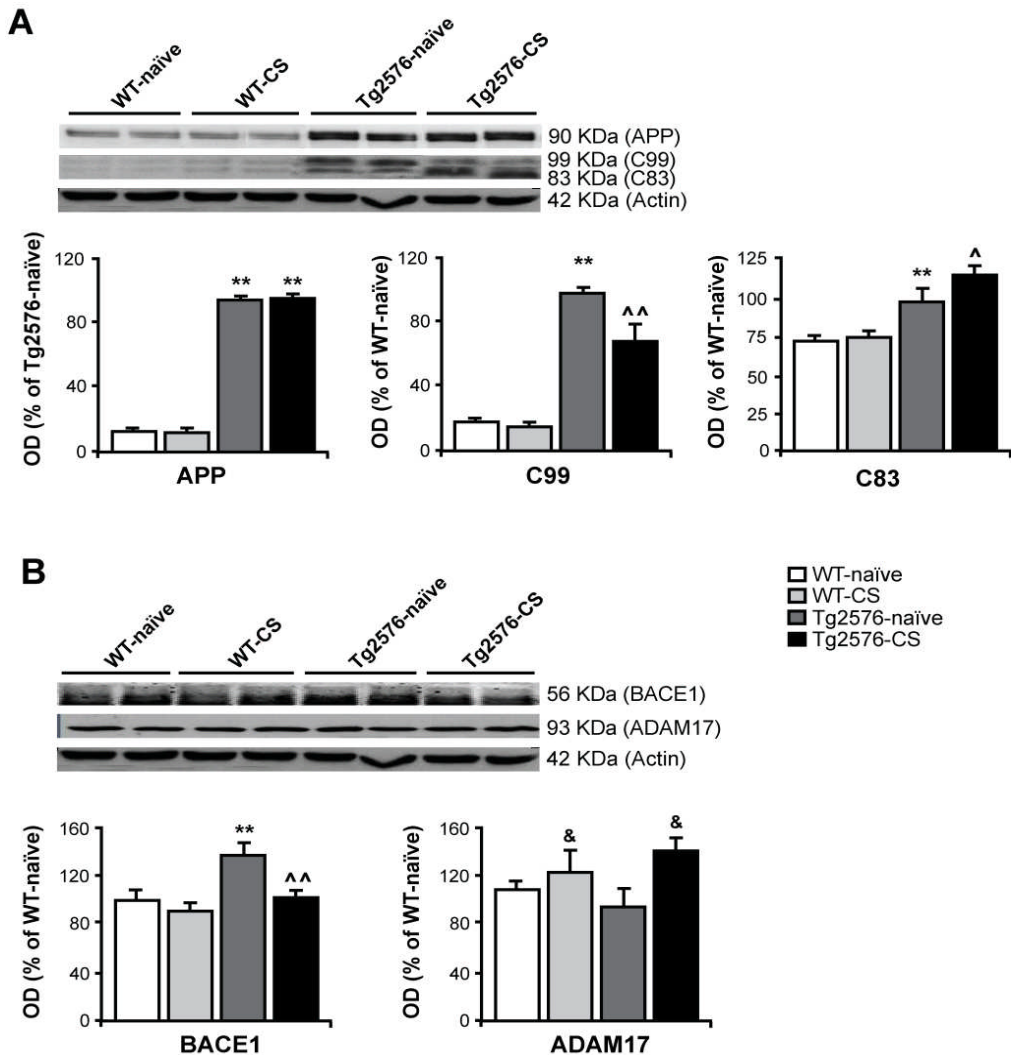 A
WT-naïve
WT-CS
Tg2576-naïve
Tg2576-CS
90 KDa (APP)
99 KDa (C99)
83 KDa (C83)
42 KDa (Actin)
OD (% of Tg2576-naïve)
120
80
40
0
**
**
APP
OD (% of WT-naïve)
120
80
40
0
**
^^
C99
OD (% of WT-naïve)
125
100
75
50
25
0
**
^
C83
B
WT-naïve
WT-CS
Tg2576-naïve
Tg2576-CS
56 KDa (BACE1)
93 KDa (ADAM17)
42 KDa (Actin)
WT-naïve
WT-CS
Tg2576-naïve
Tg2576-CS
OD (% of WT-naïve)
160
120
80
40
0
**
^^
BACE1
OD (% of WT-naïve)
160
120
80
40
0
&
&
ADAM17